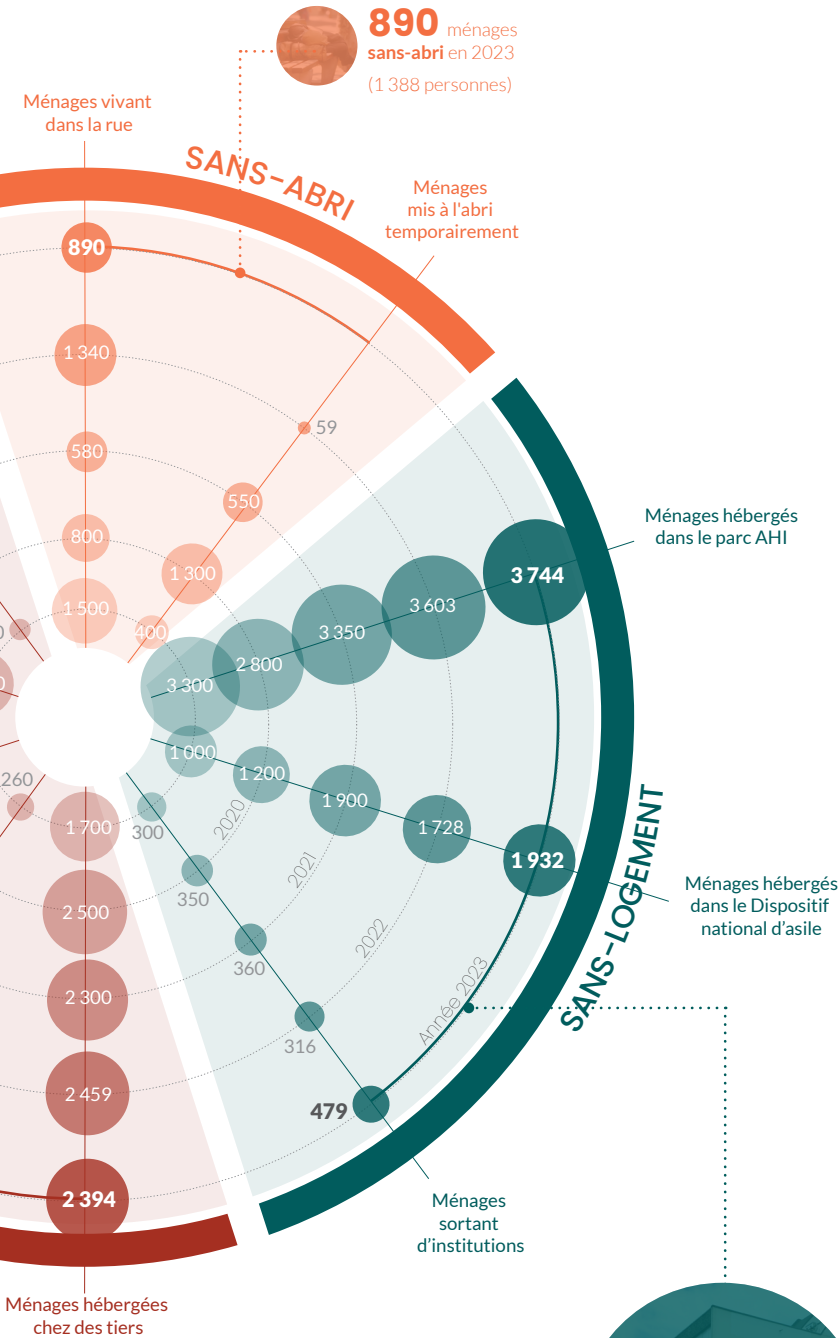 890 ménages
sans-abri en 2023
(1 388 personnes)
Ménages vivant
dans la rue
SANS-ABRI
Ménages
mis à l'abri
temporairement
890
1 340
580
800
1 500
59
550
1 300
400
Ménages hébergés
dans le parc AHI
3 744
3 603
3 350
2 800
3 300
1 000
1 200
1 900
1 728
1 932
Ménages hébergés
dans le Dispositif
national d'asile
SANS-LOGEMENT
300
350
360
316
479
2020
2021
2022
Année 2023
Ménages
sortant
d'institutions
260
1 700
2 500
2 300
2 459
2 394
Ménages hébergées
chez des tiers